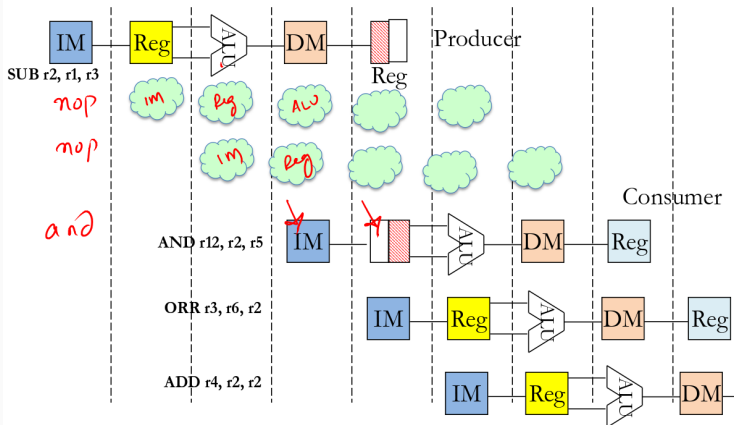 IM Reg ALU DM Reg Producer
SUB r2, r1, r3
nop IM Reg ALU
nop IM Reg
Consumer
and AND r12, r2, r5 IM ALU DM Reg
ORR r3, r6, r2 IM Reg ALU DM Reg
ADD r4, r2, r2 IM Reg ALU DM